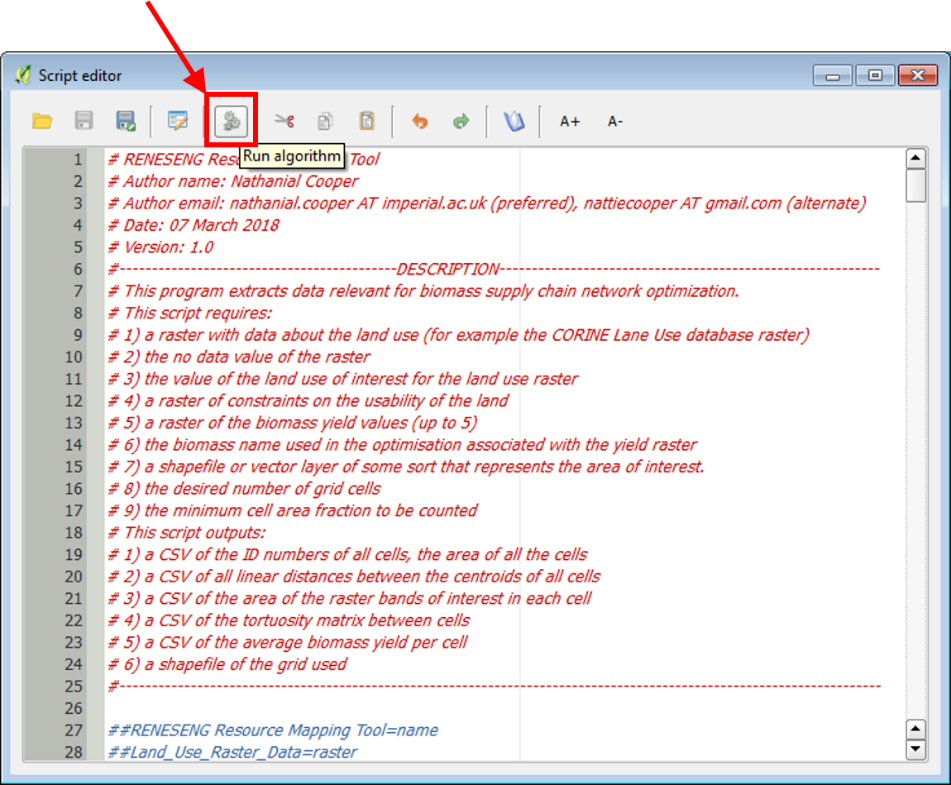 Script editor
A+ A-
Run algorithm
1 # RENESENG Tool
2 # Author name: Nathanial Cooper
3 # Author email: nathanial.cooper AT imperial.ac.uk (preferred), nattiecooper AT gmail.com (alternate)
4 # Date: 07 March 2018
5 # Version: 1.0
6 #-------------------------------------------DESCRIPTION-----------------------------------------------------------
7 # This program extracts data relevant for biomass supply chain network optimization.
8 # This script requires:
9 # 1) a raster with data about the land use (for example the CORINE Lane Use database raster)
10 # 2) the no data value of the raster
11 # 3) the value of the land use of interest for the land use raster
12 # 4) a raster of constraints on the usability of the land
13 # 5) a raster of the biomass yield values (up to 5)
14 # 6) the biomass name used in the optimisation associated with the yield raster
15 # 7) a shapefile or vector layer of some sort that represents the area of interest.
16 # 8) the desired number of grid cells
17 # 9) the minimum cell area fraction to be counted
18 # This script outputs:
19 # 1) a CSV of the ID numbers of all cells, the area of all the cells
20 # 2) a CSV of all linear distances between the centroids of all cells
21 # 3) a CSV of the area of the raster bands of interest in each cell
22 # 4) a CSV of the tortuosity matrix between cells
23 # 5) a CSV of the average biomass yield per cell
24 # 6) a shapefile of the grid used
25 #----------------------------------------------------------------------------------------------------------------------
26
27 ##RENESENG Resource Mapping Tool=name
28 ##Land_Use_Raster_Data=raster